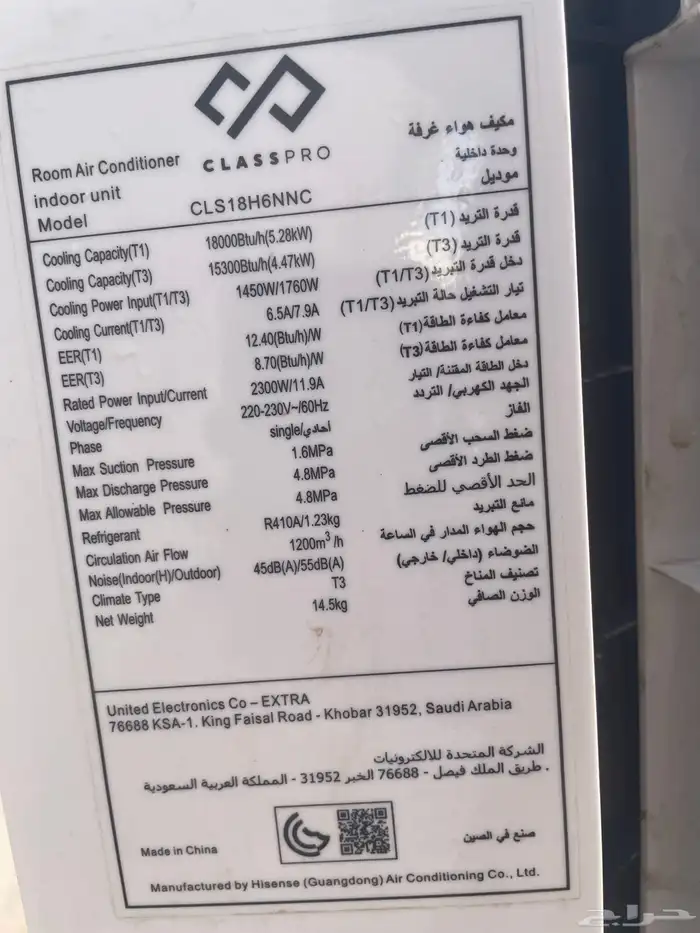 CLASSPRO
Room Air Conditioner مكيف هواء غرفة
indoor unit وحدة داخلية
Model CLS18H6NNC موديل
Cooling Capacity(T1) 18000Btu/h(5.28kW) قدرة التريد (T1)
Cooling Capacity(T3) 15300Btu/h(4.47kW) قدرة التريد (T3)
Cooling Power Input(T1/T3) 1450W/1760W دخل قدرة التبريد (T1/T3)
Cooling Current(T1/T3) 6.5A/7.9A تيار التشغيل حالة التبريد (T1/T3)
EER(T1) 12.40(Btu/h)/W معامل كفاءة الطاقة(T1)
EER(T3) 8.70(Btu/h)/W معامل كفاءة الطاقة(T3)
Rated Power Input/Current 2300W/11.9A دخل الطاقة المقننة/ التيار
Voltage/Frequency 220-230V~/60Hz الجهد الكهربي/ التردد
Phase single/أحادي الفاز
Max Suction Pressure 1.6MPa ضغط السحب الأقصى
Max Discharge Pressure 4.8MPa ضغط الطرد الأقصى
Max Allowable Pressure 4.8MPa الحد الأقصي للضغط
Refrigerant R410A/1.23kg مانع التبريد
Circulation Air Flow 1200m³/h حجم الهواء المدار في الساعة
Noise(Indoor(H)/Outdoor) 45dB(A)/55dB(A) الضوضاء (داخلي/ خارجي)
Climate Type T3 تصنيف المناخ
Net Weight 14.5kg الوزن الصافي
United Electronics Co – EXTRA
76688 KSA-1. King Faisal Road - Khobar 31952, Saudi Arabia
الشركة المتحدة للالكترونيات
. طريق الملك فيصل - 76688 الخبر 31952 - المملكة العربية السعودية
Made in China صنع في الصين
Manufactured by Hisense (Guangdong) Air Conditioning Co., Ltd.
حراج